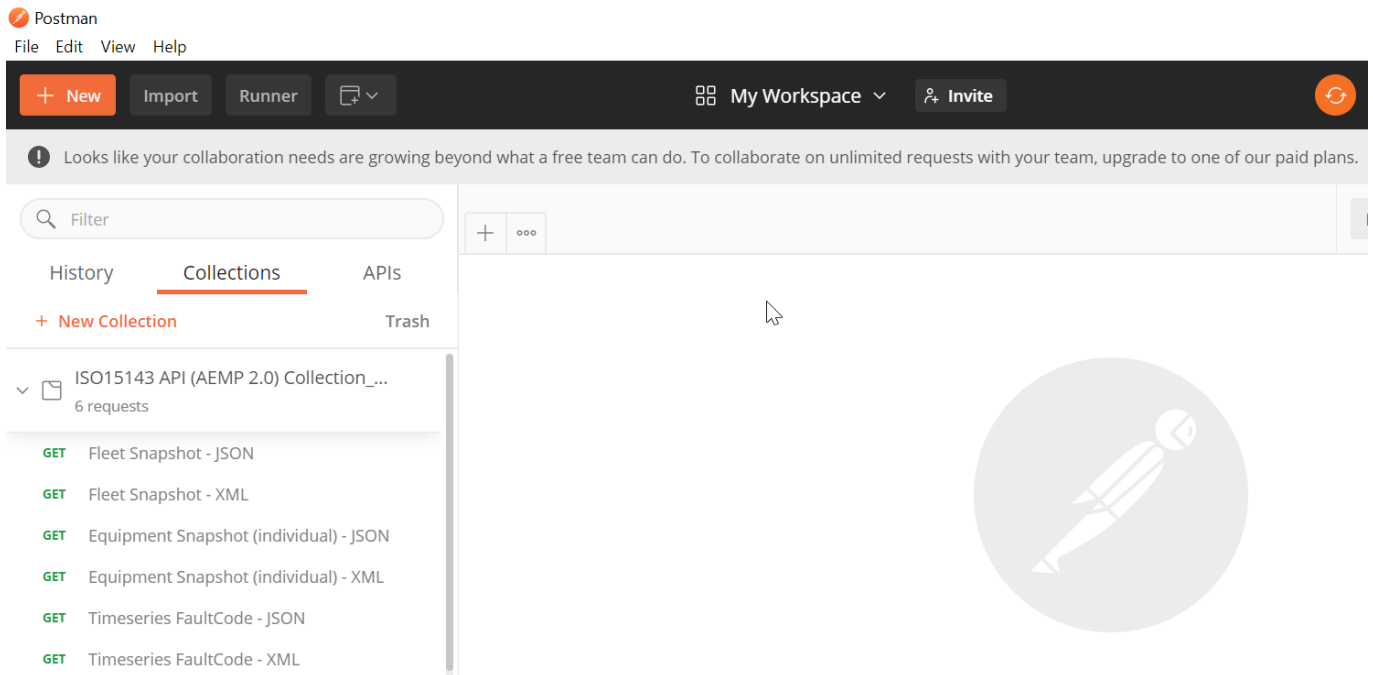 Postman
File Edit View Help
+ New Import Runner My Workspace Invite
Looks like your collaboration needs are growing beyond what a free team can do. To collaborate on unlimited requests with your team, upgrade to one of our paid plans.
Filter
History Collections APIs
+ New Collection Trash
ISO15143 API (AEMP 2.0) Collection_...
6 requests
GET Fleet Snapshot - JSON
GET Fleet Snapshot - XML
GET Equipment Snapshot (individual) - JSON
GET Equipment Snapshot (individual) - XML
GET Timeseries FaultCode - JSON
GET Timeseries FaultCode - XML